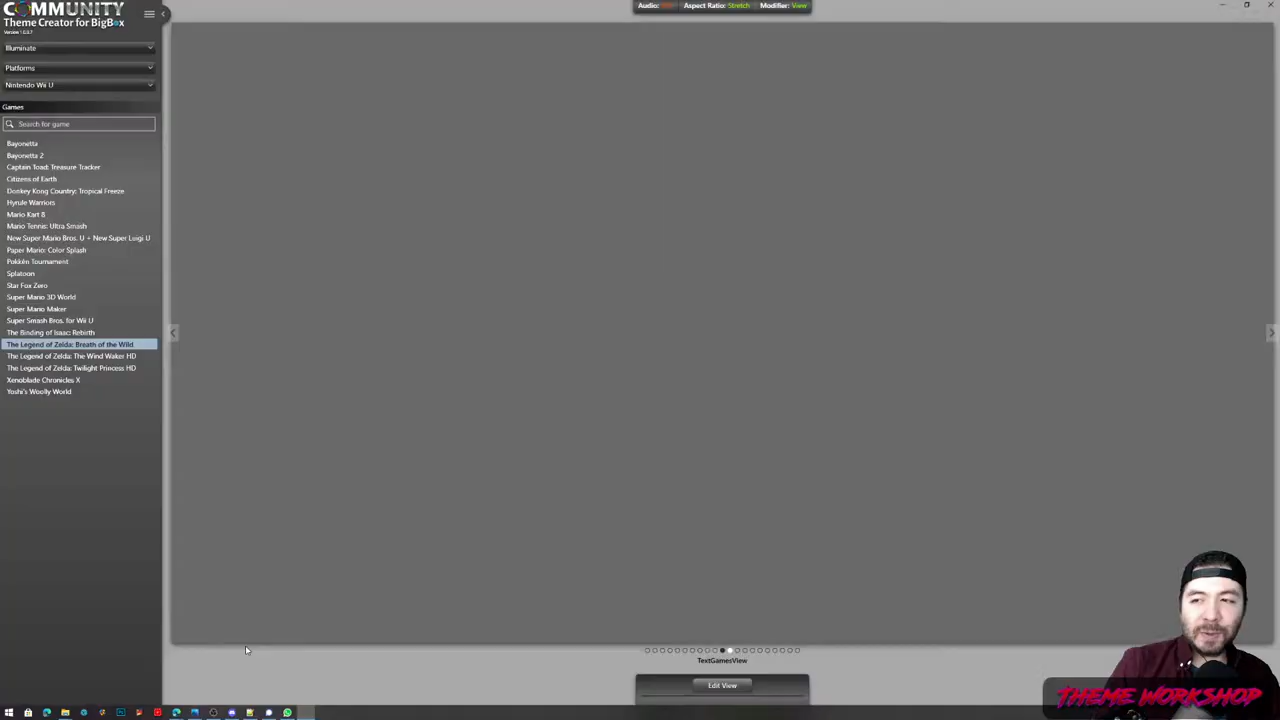 COMMUNITY
Theme Creator for BigBox
Version 1.0.0.7
Illuminate
Platforms
Nintendo Wii U
Games
Search for game
Bayonetta
Bayonetta 2
Captain Toad: Treasure Tracker
Citizens of Earth
Donkey Kong Country: Tropical Freeze
Hyrule Warriors
Mario Kart 8
Mario Tennis: Ultra Smash
New Super Mario Bros. U + New Super Luigi U
Paper Mario: Color Splash
Pokkén Tournament
Splatoon
Star Fox Zero
Super Mario 3D World
Super Mario Maker
Super Smash Bros. for Wii U
The Binding of Isaac: Rebirth
The Legend of Zelda: Breath of the Wild
The Legend of Zelda: The Wind Waker HD
The Legend of Zelda: Twilight Princess HD
Xenoblade Chronicles X
Yoshi's Woolly World
Audio: Aspect Ratio: Stretch Modifier: View
TextGamesView
Edit View
THEME WORKSHOP